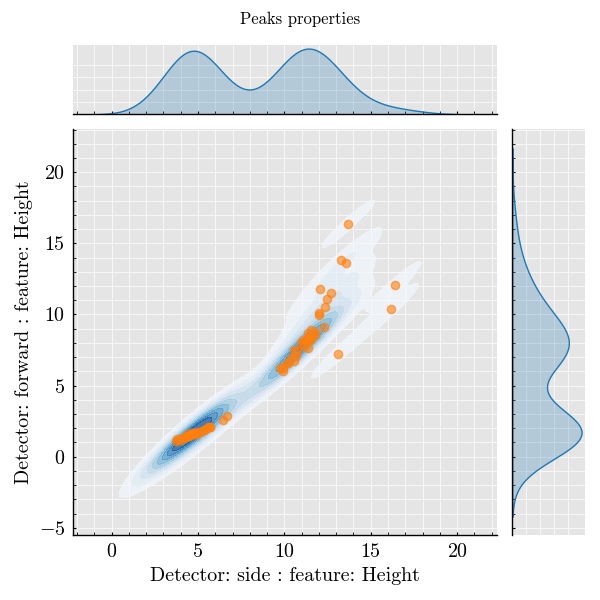 Peaks properties
Detector: forward : feature: Height
20
15
10
5
0
−5
0 5 10 15 20
Detector: side : feature: Height